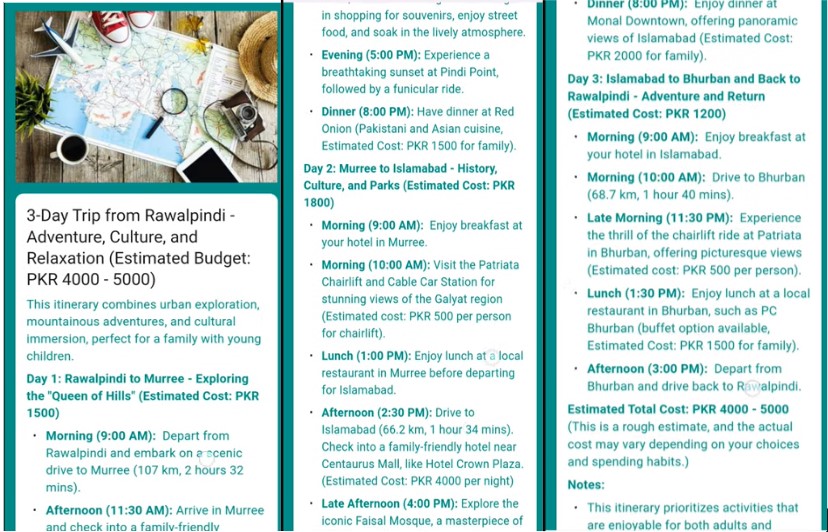 3-Day Trip from Rawalpindi -
Adventure, Culture, and
Relaxation (Estimated Budget:
PKR 4000 - 5000)
This itinerary combines urban exploration,
mountainous adventures, and cultural
immersion, perfect for a family with young
children.
Day 1: Rawalpindi to Murree - Exploring
the "Queen of Hills" (Estimated Cost: PKR
1500)
• Morning (9:00 AM): Depart from
Rawalpindi and embark on a scenic
drive to Murree (107 km, 2 hours 32
mins).
• Afternoon (11:30 AM): Arrive in Murree
and check into a family-friendly
in shopping for souvenirs, enjoy street
food, and soak in the lively atmosphere.
• Evening (5:00 PM): Experience a
breathtaking sunset at Pindi Point,
followed by a funicular ride.
• Dinner (8:00 PM): Have dinner at Red
Onion (Pakistani and Asian cuisine,
Estimated Cost: PKR 1500 for family).
Day 2: Murree to Islamabad - History,
Culture, and Parks (Estimated Cost: PKR
1800)
• Morning (9:00 AM): Enjoy breakfast at
your hotel in Murree.
• Morning (10:00 AM): Visit the Patriata
Chairlift and Cable Car Station for
stunning views of the Galyat region
(Estimated cost: PKR 500 per person
for chairlift).
• Lunch (1:00 PM): Enjoy lunch at a local
restaurant in Murree before departing
for Islamabad.
• Afternoon (2:30 PM): Drive to
Islamabad (66.2 km, 1 hour 34 mins).
Check into a family-friendly hotel near
Centaurus Mall, like Hotel Crown Plaza.
(Estimated Cost: PKR 4000 per night)
• Late Afternoon (4:00 PM): Explore the
iconic Faisal Mosque, a masterpiece of
• Dinner (8:00 PM): Enjoy dinner at
Monal Downtown, offering panoramic
views of Islamabad (Estimated Cost:
PKR 2000 for family).
Day 3: Islamabad to Bhurban and Back to
Rawalpindi - Adventure and Return
(Estimated Cost: PKR 1200)
• Morning (9:00 AM): Enjoy breakfast at
your hotel in Islamabad.
• Morning (10:00 AM): Drive to Bhurban
(68.7 km, 1 hour 40 mins).
• Late Morning (11:30 PM): Experience
the thrill of the chairlift ride at Patriata
in Bhurban, offering picturesque views
(Estimated cost: PKR 500 per person).
• Lunch (1:30 PM): Enjoy lunch at a local
restaurant in Bhurban, such as PC
Bhurban (buffet option available,
Estimated Cost: PKR 1500 for family).
• Afternoon (3:00 PM): Depart from
Bhurban and drive back to Rawalpindi.
Estimated Total Cost: PKR 4000 - 5000
(This is a rough estimate, and the actual
cost may vary depending on your choices
and spending habits.)
Notes:
• This itinerary prioritizes activities that
are enjoyable for both adults and